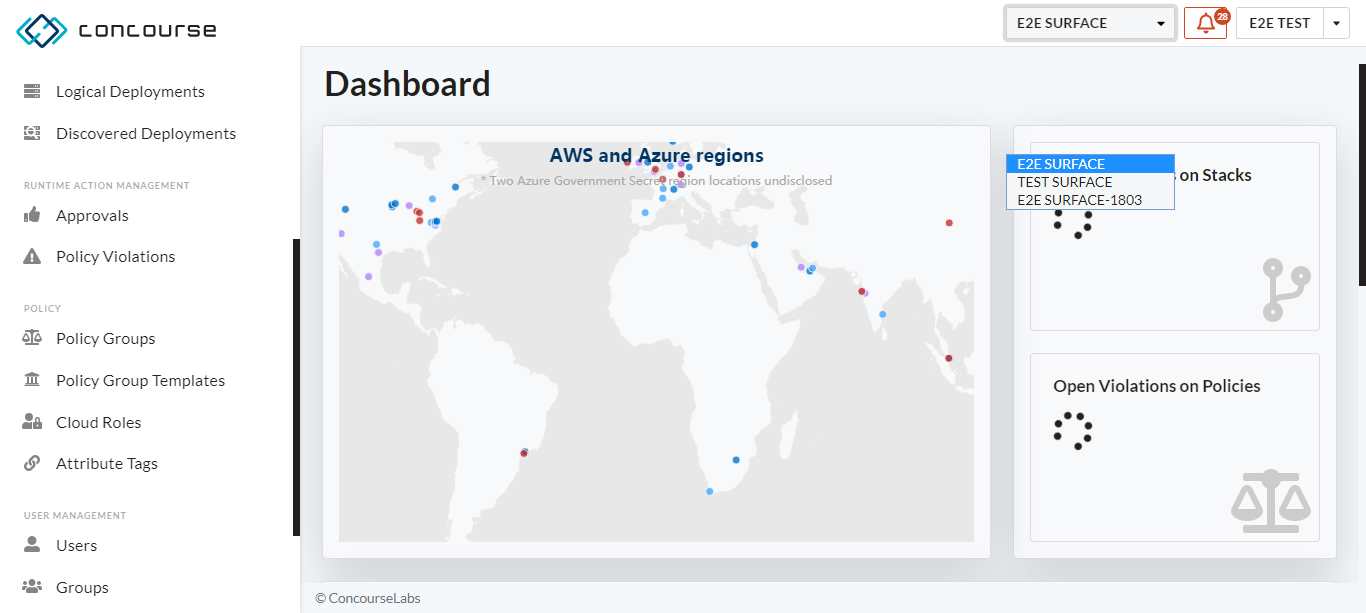 concourse
E2E SURFACE
28
E2E TEST
Logical Deployments
Discovered Deployments
RUNTIME ACTION MANAGEMENT
Approvals
Policy Violations
POLICY
Policy Groups
Policy Group Templates
Cloud Roles
Attribute Tags
USER MANAGEMENT
Users
Groups
Dashboard
AWS and Azure regions
* Two Azure Government Secret region locations undisclosed
E2E SURFACE
TEST SURFACE
E2E SURFACE-1803
on Stacks
Open Violations on Policies
© ConcourseLabs